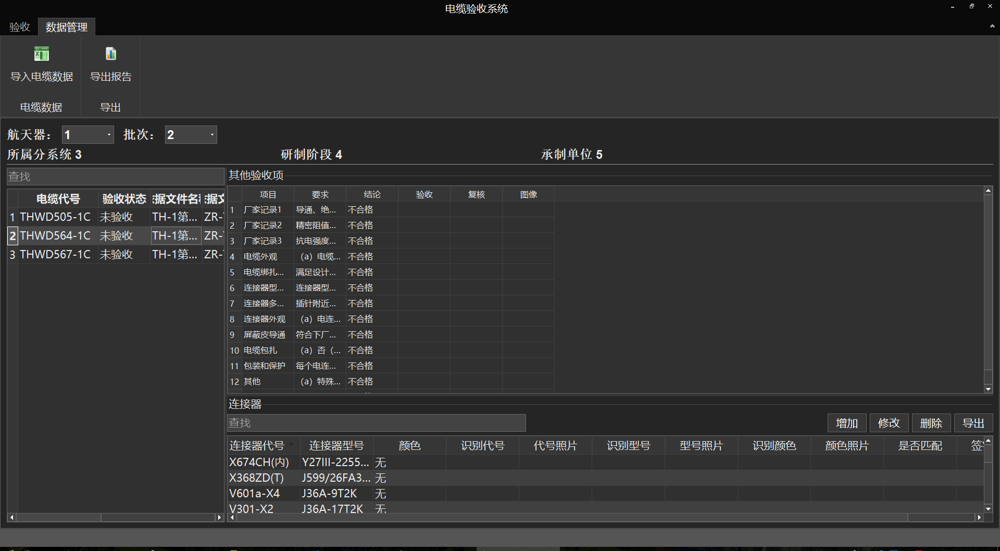 电缆验收系统
验收 数据管理
导入电缆数据 导出报告
电缆数据 导出
航天器： 1 批次： 2
所属分系统 3 研制阶段 4 承制单位 5
查找
电缆代号 验收状态 据文件名称 据文
1 THWD505-1C 未验收 TH-1第... ZR-
2 THWD564-1C 未验收 TH-1第... ZR-
3 THWD567-1C 未验收 TH-1第... ZR-
其他验收项
项目 要求 结论 验收 复核 图像
1 厂家记录1 导通、绝... 不合格
2 厂家记录2 精密阻值... 不合格
3 厂家记录3 抗电强度... 不合格
4 电缆外观 （a）电缆... 不合格
5 电缆绑扎... 满足设计... 不合格
6 连接器型... 连接器型... 不合格
7 连接器多... 插针附近... 不合格
8 连接器外观 （a）电连... 不合格
9 屏蔽皮导通 符合下厂... 不合格
10 电缆包扎 （a）否（... 不合格
11 包装和保护 每个电连... 不合格
12 其他 （a）特殊... 不合格
连接器
查找 增加 修改 删除 导出
连接器代号 连接器型号 颜色 识别代号 代号照片 识别型号 型号照片 识别颜色 颜色照片 是否匹配 签
X674CH(内) Y27III-2255... 无
X368ZD(T) J599/26FA3... 无
V601a-X4 J36A-9T2K 无
V301-X2 J36A-17T2K 无